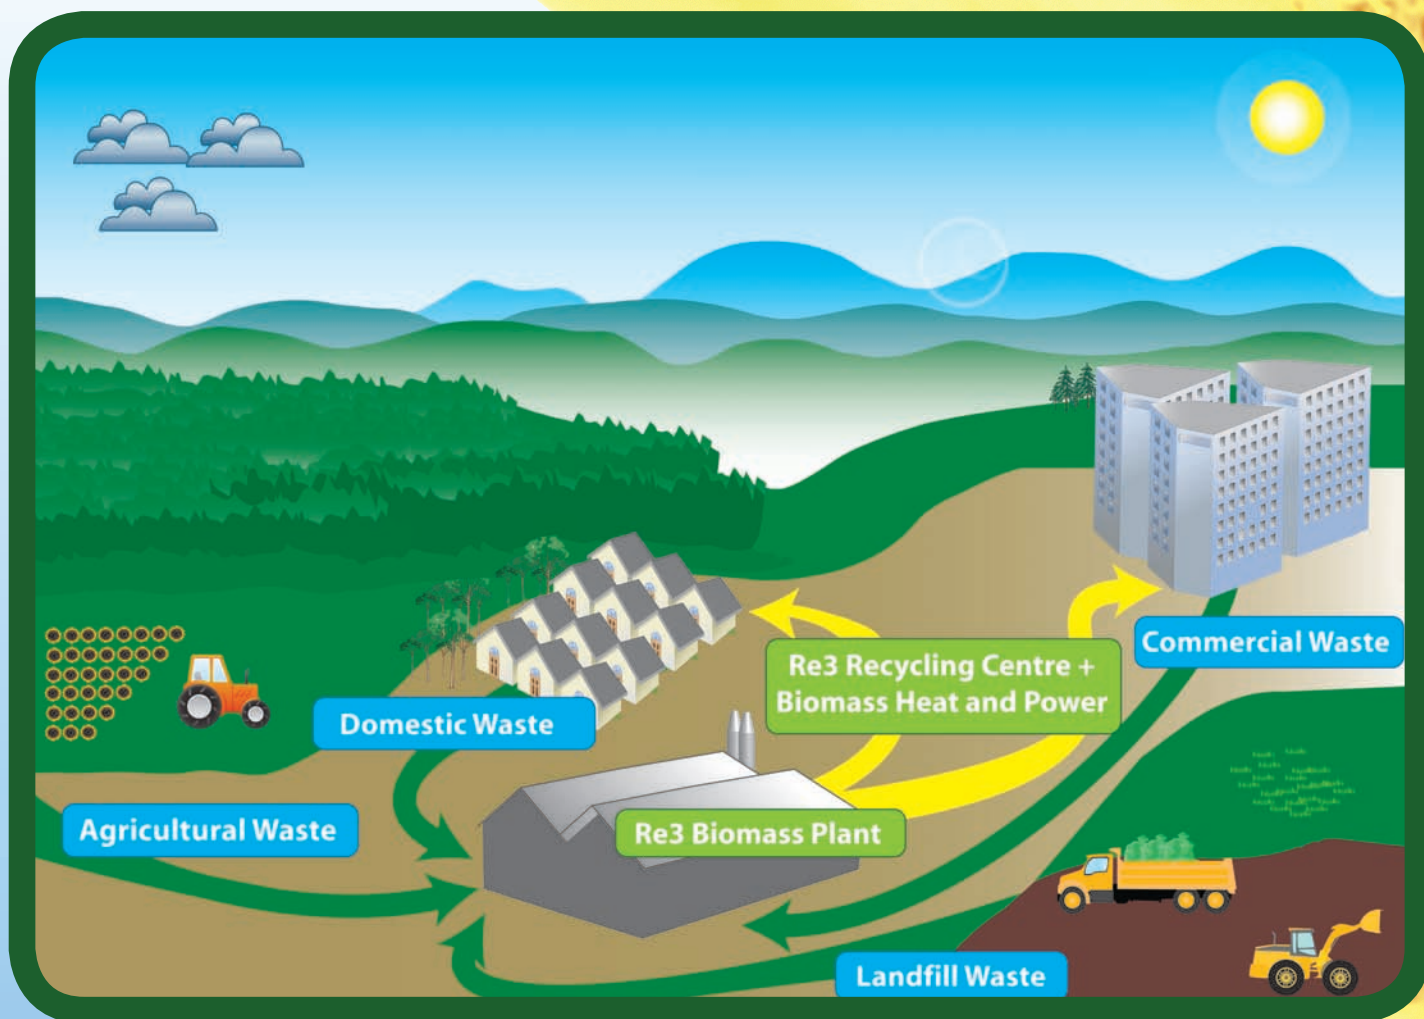 Commercial Waste
Re3 Recycling Centre +
Biomass Heat and Power
Domestic Waste
Agricultural Waste
Re3 Biomass Plant
Landfill Waste